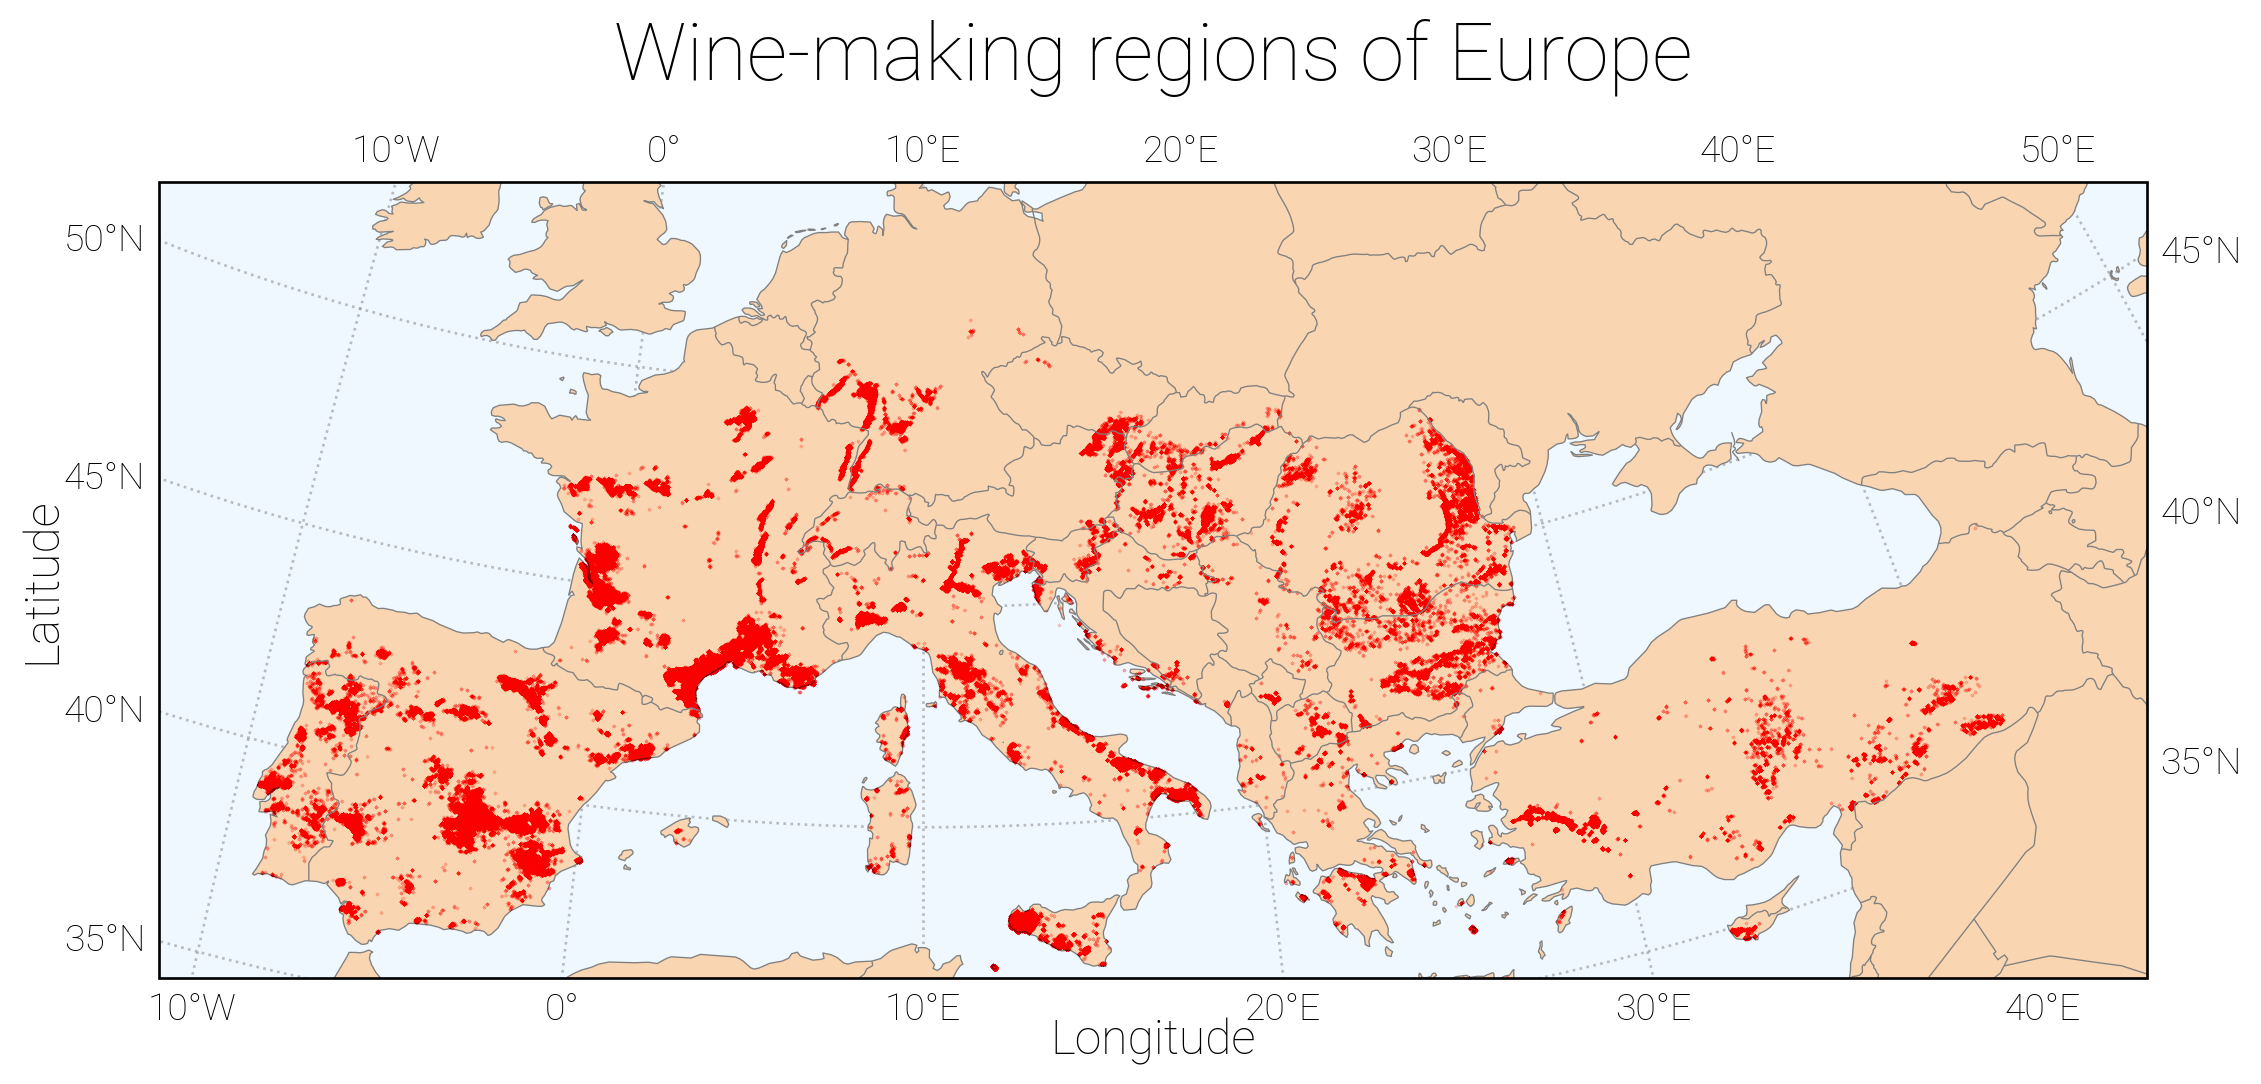 Wine-making regions of Europe
10°W 0° 10°E 20°E 30°E 40°E 50°E
50°N 45°N
45°N 40°N
40°N 35°N
35°N
Latitude
10°W 0° 10°E 20°E 30°E 40°E
Longitude